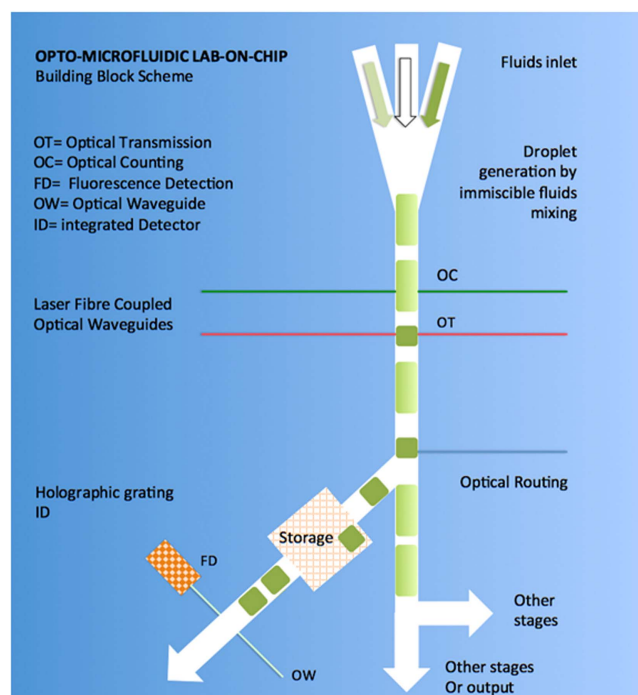 OPTO-MICROFLUIDIC LAB-ON-CHIP
Building Block Scheme
Fluids inlet
OT= Optical Transmission
OC= Optical Counting
FD= Fluorescence Detection
OW= Optical Waveguide
ID= integrated Detector
Droplet
generation by
immiscible fluids
mixing
OC
Laser Fibre Coupled
Optical Waveguides
OT
Optical Routing
Holographic grating
ID
Storage
FD
OW
Other
stages
Other stages
Or output